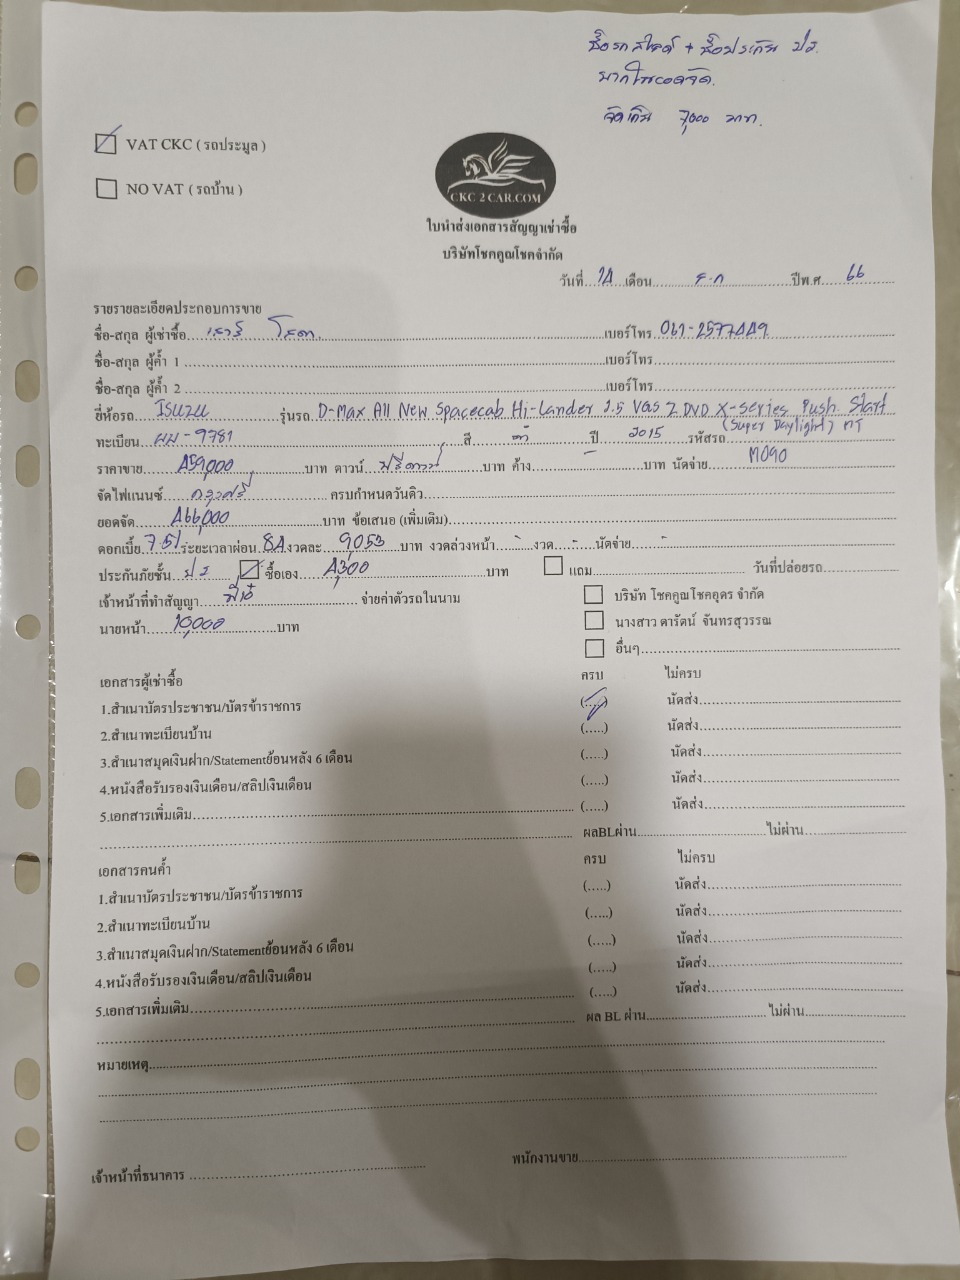 ซื้อรถสไลด์ + ซื้อประกัน ป3.
บวกในยอดจัด.
จัดเกิน 7,000 บาท.
VAT CKC ( รถประมูล )
NO VAT ( รถบ้าน )
CKC 2 CAR.COM
ใบนำส่งเอกสารสัญญาเช่าซื้อ
บริษัทโชคคูณโชคจำกัด
วันที่ 14 เดือน ธ.ค ปีพ.ศ. 66
รายรายละเอียดประกอบการขาย
ชื่อ-สกุล ผู้เช่าซื้อ เบอร์โทร. 061-2577449
ชื่อ-สกุล ผู้ค้ำ 1 เบอร์โทร
ชื่อ-สกุล ผู้ค้ำ 2 เบอร์โทร
ยี่ห้อรถ ISUZU รุ่นรถ D-Max All New Spacecab Hi-Lander 2.5 VGS Z DVD X-Series Push Start
(Super Daylight) MT
ทะเบียน ผม-9781 สี ดำ ปี 2015 รหัสรถ
ราคาขาย 459,000 บาท ดาวน์ ฟรีดาวน์ บาท ค้าง - บาท นัดจ่าย M090
จัดไฟแนนซ์ กรุงศรี ครบกำหนดวันคิว
ยอดจัด 466,000 บาท ข้อเสนอ (เพิ่มเติม)
ดอกเบี้ย 7.51 ระยะเวลาผ่อน 84 งวดละ 9,053 บาท งวดล่วงหน้า - งวด - นัดจ่าย -
ประกันภัยชั้น ป3 ซื้อเอง 4,300 บาท แถม วันที่ปล่อยรถ
เจ้าหน้าที่ทำสัญญา จ่ายค่าตัวรถในนาม บริษัท โชคคูณโชคอุดร จำกัด
นายหน้า 10,000 บาท นางสาว ดารัตน์ จันทรสุวรรณ
อื่นๆ
เอกสารผู้เช่าซื้อ ครบ ไม่ครบ
1.สำเนาบัตรประชาชน/บัตรข้าราชการ (.....) นัดส่ง
2.สำเนาทะเบียนบ้าน (.....) นัดส่ง
3.สำเนาสมุดเงินฝาก/Statementย้อนหลัง 6 เดือน (.....) นัดส่ง
4.หนังสือรับรองเงินเดือน/สลิปเงินเดือน (.....) นัดส่ง
5.เอกสารเพิ่มเติม (.....) นัดส่ง
ผลBLผ่าน ไม่ผ่าน
เอกสารคนค้ำ ครบ ไม่ครบ
1.สำเนาบัตรประชาชน/บัตรข้าราชการ (.....) นัดส่ง
2.สำเนาทะเบียนบ้าน (.....) นัดส่ง
3.สำเนาสมุดเงินฝาก/Statementย้อนหลัง 6 เดือน (.....) นัดส่ง
4.หนังสือรับรองเงินเดือน/สลิปเงินเดือน (.....) นัดส่ง
5.เอกสารเพิ่มเติม (.....) นัดส่ง
ผล BL ผ่าน ไม่ผ่าน
หมายเหตุ
เจ้าหน้าที่ธนาคาร พนักงานขาย